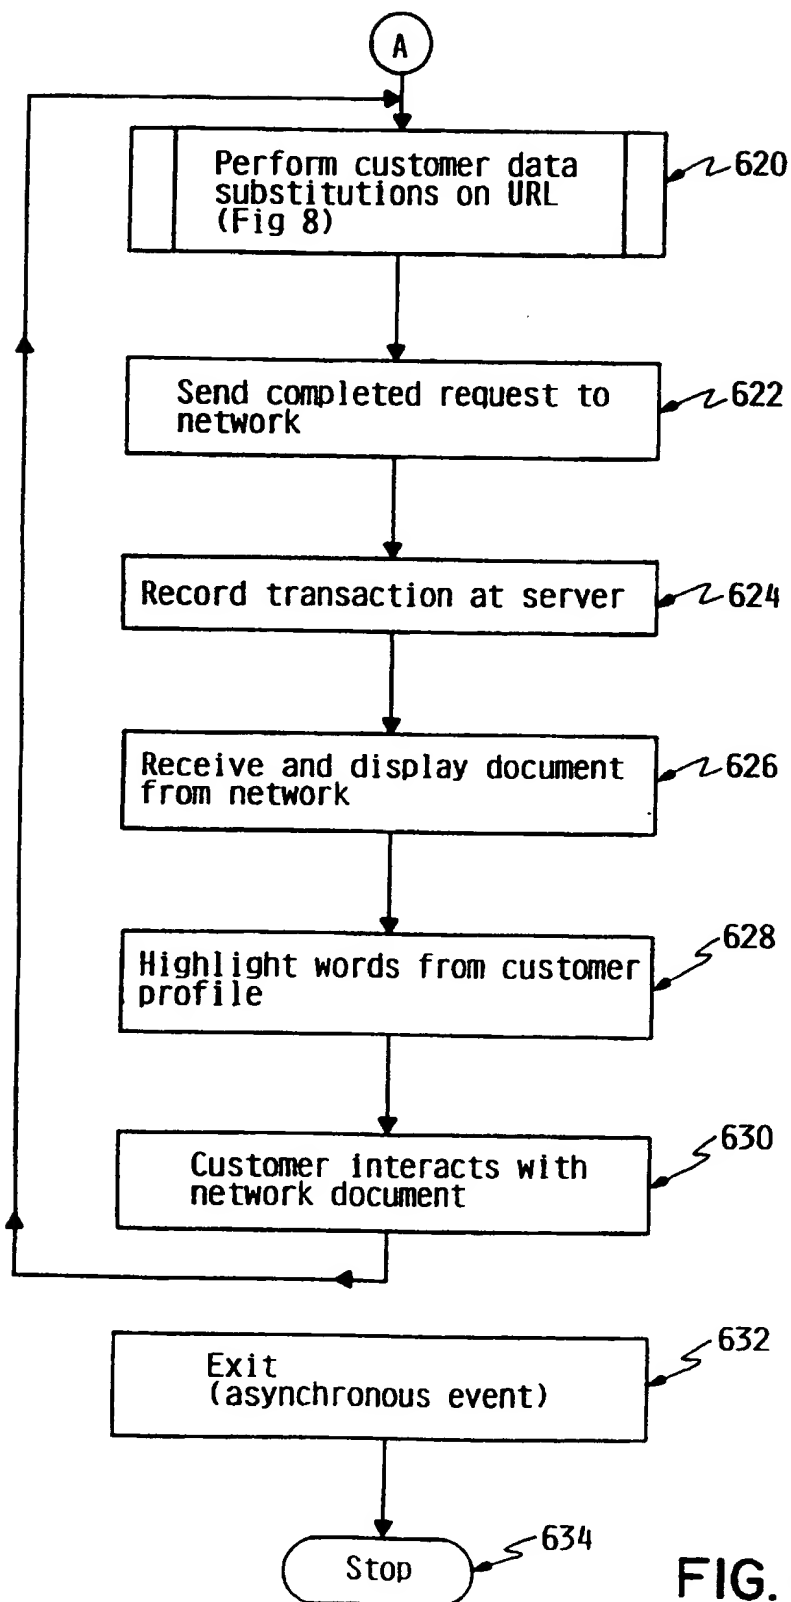 A
Perform customer data
substitutions on URL
(Fig 8)
620
Send completed request to
network
622
Record transaction at server
624
Receive and display document
from network
626
Highlight words from customer
profile
628
Customer interacts with
network document
630
Exit
(asynchronous event)
632
Stop
634
FIG.